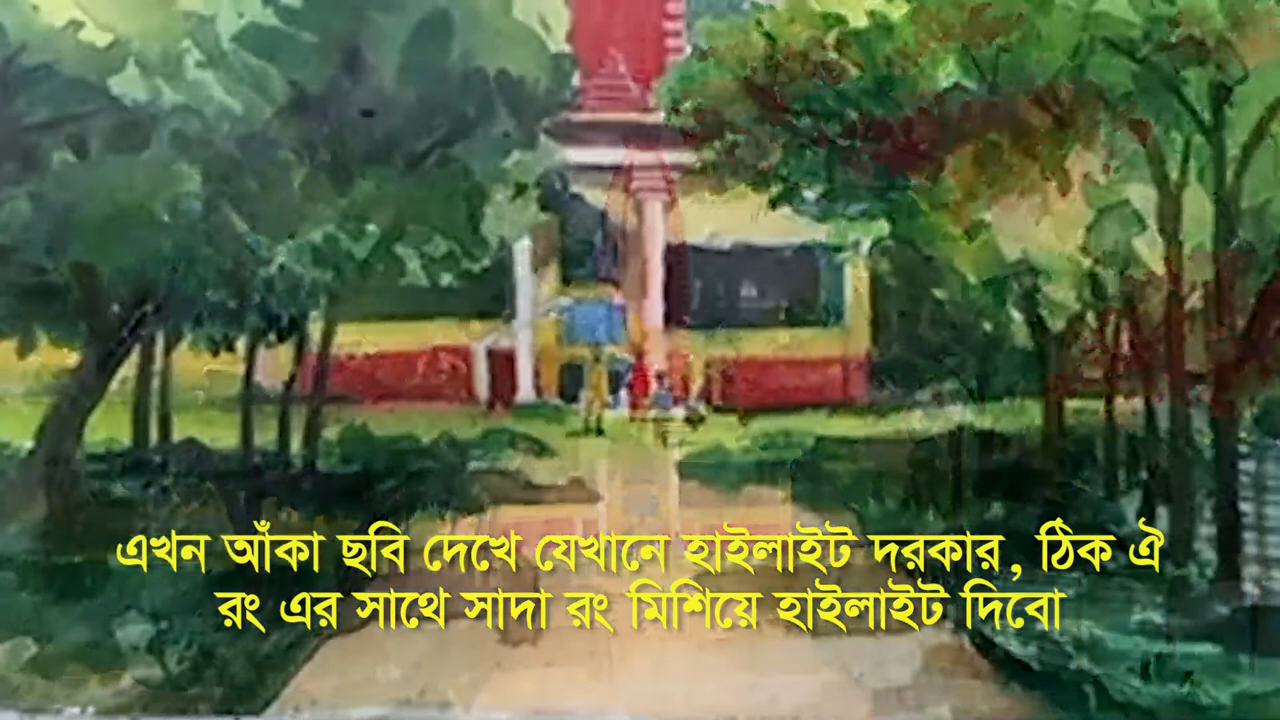 এখন আঁকা ছবি দেখে যেখানে হাইলাইট দরকার, ঠিক ঐ
রং এর সাথে সাদা রং মিশিয়ে হাইলাইট দিবো